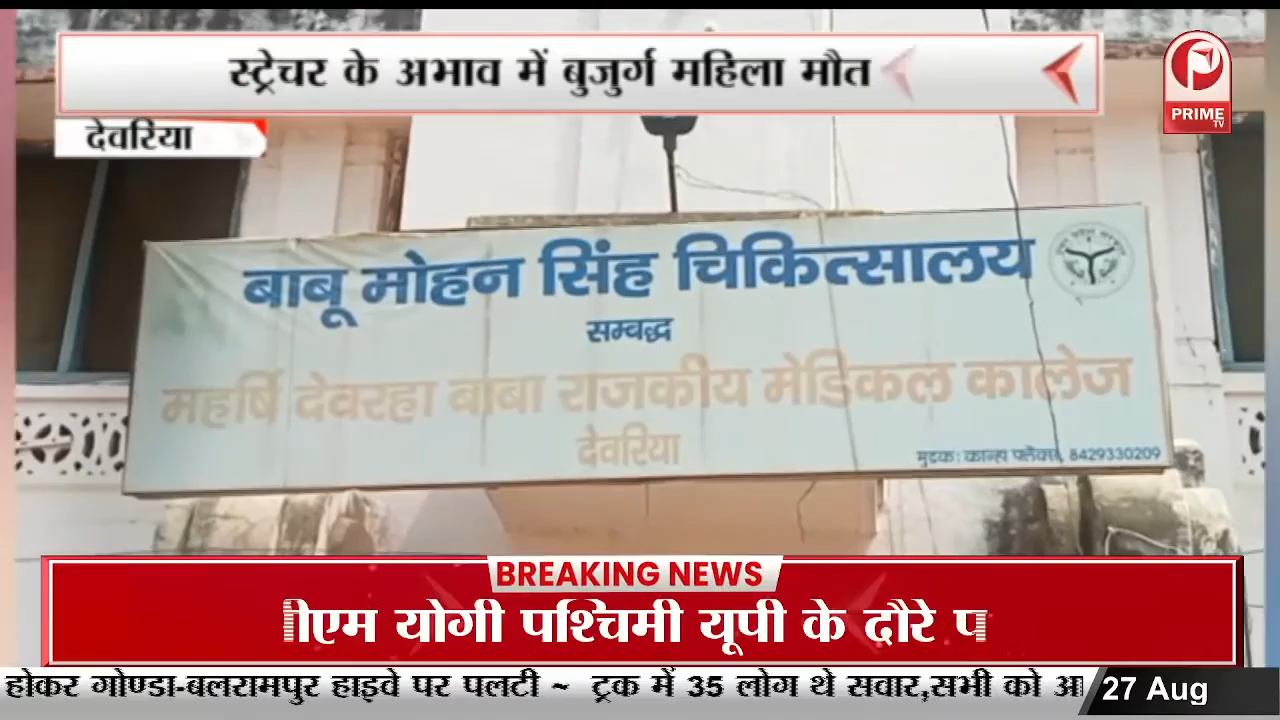 स्ट्रेचर के अभाव में बुजुर्ग महिला मौत
PRIME
TV
देवरिया
बाबू मोहन सिंह चिकित्सालय
सम्बद्ध
महर्षि देवरहा बाबा राजकीय मेडिकल कालेज
देवरिया
मुद्रक: कान्हा फ्लैक्स, 8429330209
BREAKING NEWS
योगी पश्चिमी यूपी के दौरे
होकर गोण्डा-बलरामपुर हाइवे पर पलटी ~ ट्रक में 35 लोग थे सवार,सभी को
27 Aug